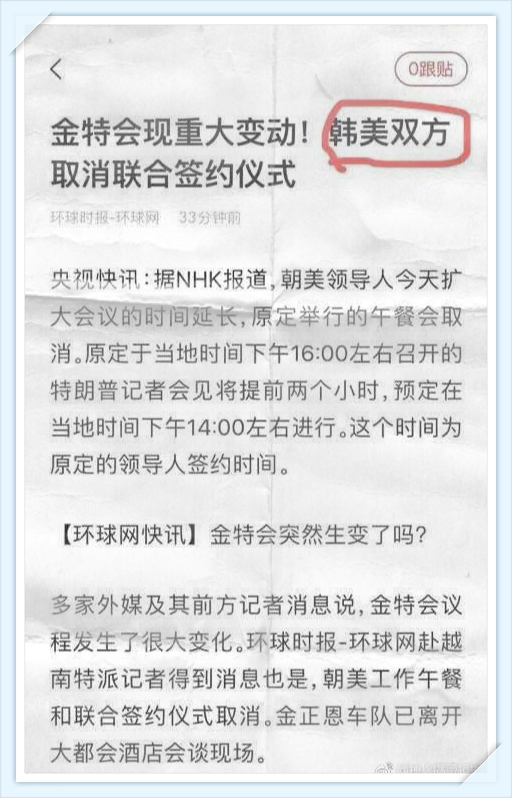 0跟贴
金特会现重大变动！韩美双方
取消联合签约仪式
环球时报-环球网 33分钟前
央视快讯：据NHK报道，朝美领导人今天扩
大会议的时间延长，原定举行的午餐会取
消。原定于当地时间下午16:00左右召开的
特朗普记者会见将提前两个小时，预定在
当地时间下午14:00左右进行。这个时间为
原定的领导人签约时间。
【环球网快讯】金特会突然生变了吗？
多家外媒及其前方记者消息说，金特会议
程发生了很大变化。环球时报-环球网赴越
南特派记者得到消息也是，朝美工作午餐
和联合签约仪式取消。金正恩车队已离开
大都会酒店会谈现场。